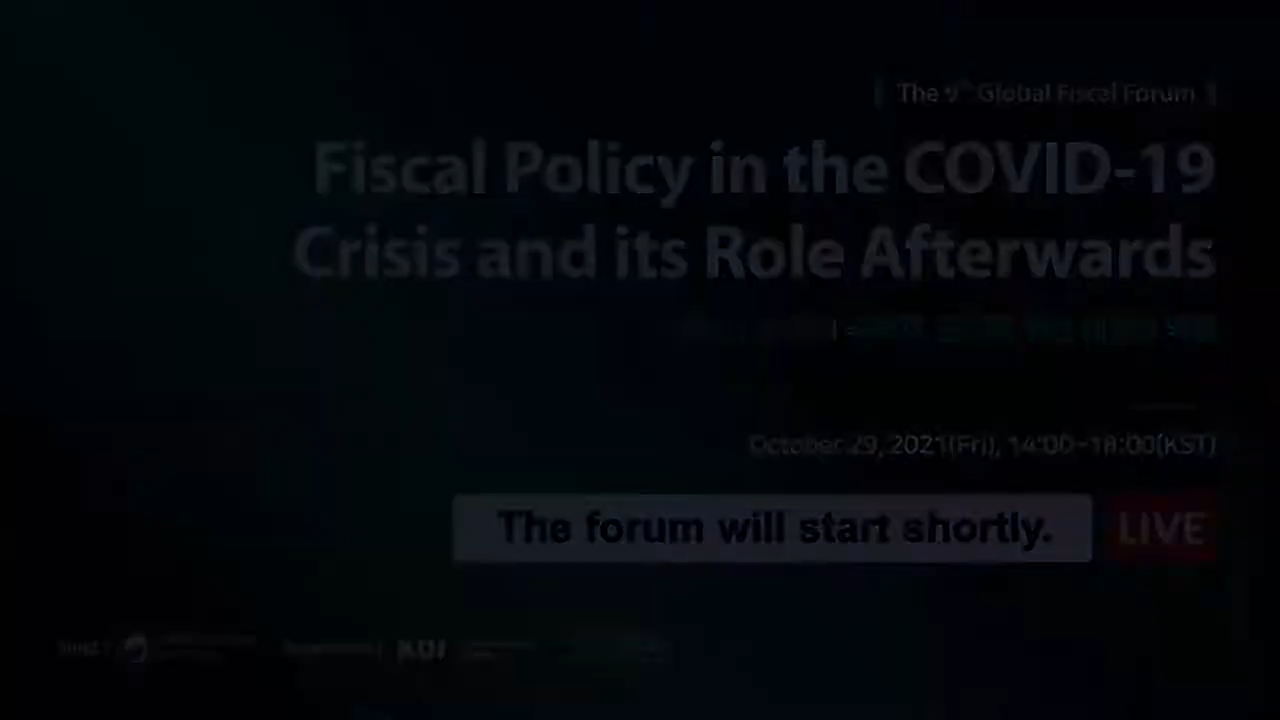 The 9th Global Fiscal Forum
Fiscal Policy in the COVID-19
Crisis and its Role Afterwards
October 29, 2021(Fri), 14:00~18:00(KST)
The forum will start shortly.
LIVE
KDI